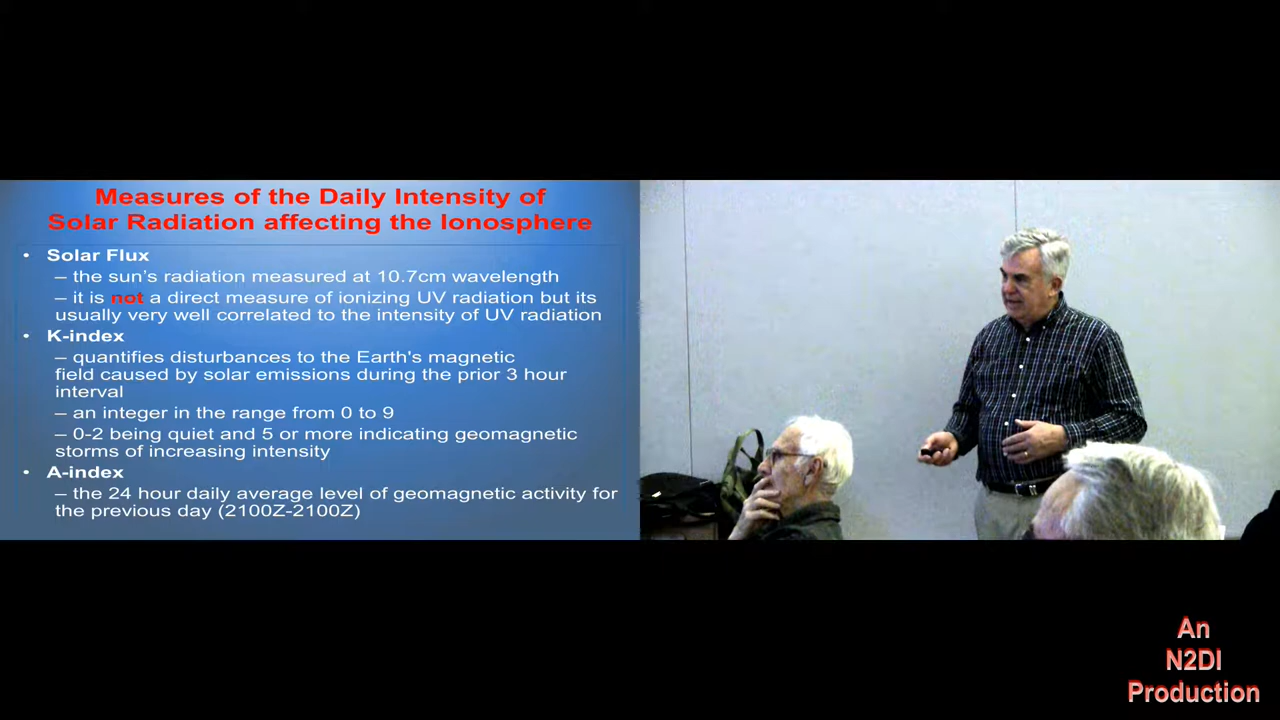 Measures of the Daily Intensity of
Solar Radiation affecting the Ionosphere
• Solar Flux
– the sun's radiation measured at 10.7cm wavelength
– it is not a direct measure of ionizing UV radiation but its
usually very well correlated to the intensity of UV radiation
• K-index
– quantifies disturbances to the Earth's magnetic
field caused by solar emissions during the prior 3 hour
interval
– an integer in the range from 0 to 9
– 0-2 being quiet and 5 or more indicating geomagnetic
storms of increasing intensity
• A-index
– the 24 hour daily average level of geomagnetic activity for
the previous day (2100Z-2100Z)
An
N2DI
Production